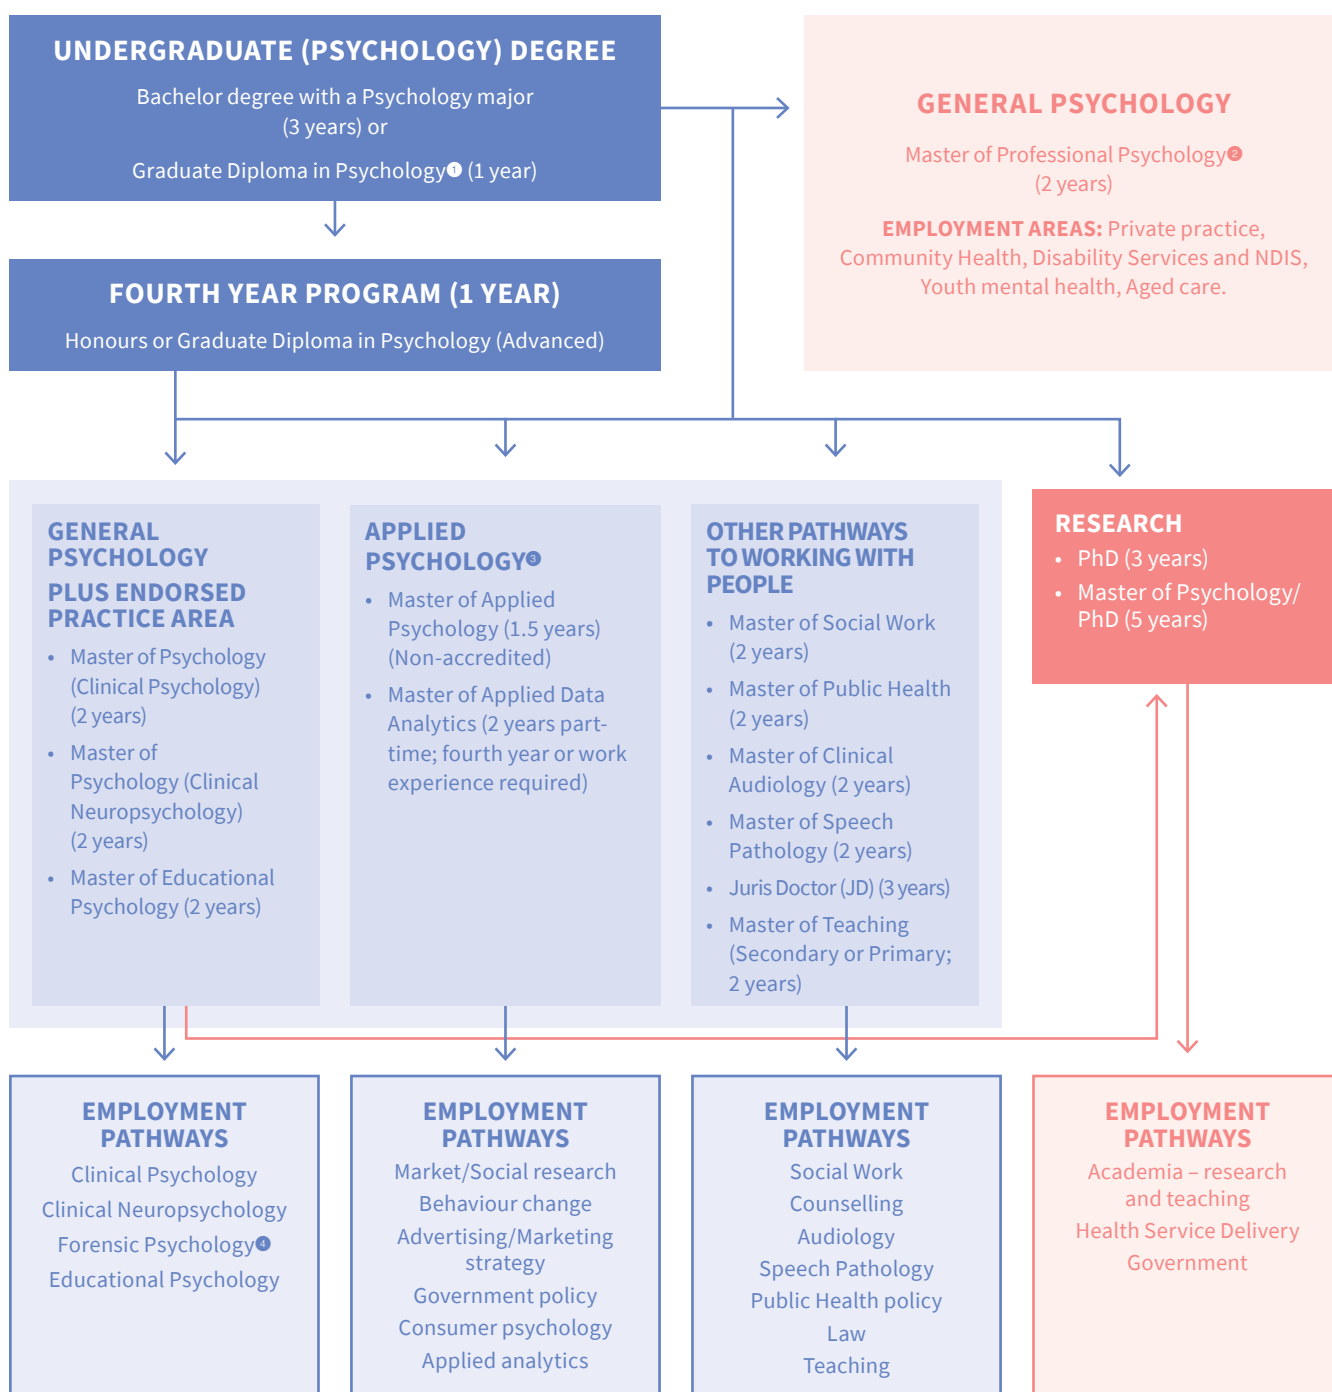 UNDERGRADUATE (PSYCHOLOGY) DEGREE
Bachelor degree with a Psychology major
(3 years) or
Graduate Diploma in Psychology❶ (1 year)
GENERAL PSYCHOLOGY
Master of Professional Psychology❷
(2 years)
EMPLOYMENT AREAS: Private practice,
Community Health, Disability Services and NDIS,
Youth mental health, Aged care.
FOURTH YEAR PROGRAM (1 YEAR)
Honours or Graduate Diploma in Psychology (Advanced)
GENERAL
PSYCHOLOGY
PLUS ENDORSED
PRACTICE AREA
• Master of Psychology
(Clinical Psychology)
(2 years)
• Master of
Psychology (Clinical
Neuropsychology)
(2 years)
• Master of Educational
Psychology (2 years)
APPLIED
PSYCHOLOGY❸
• Master of Applied
Psychology (1.5 years)
(Non-accredited)
• Master of Applied Data
Analytics (2 years part-
time; fourth year or work
experience required)
OTHER PATHWAYS
TO WORKING WITH
PEOPLE
• Master of Social Work
(2 years)
• Master of Public Health
(2 years)
• Master of Clinical
Audiology (2 years)
• Master of Speech
Pathology (2 years)
• Juris Doctor (JD) (3 years)
• Master of Teaching
(Secondary or Primary;
2 years)
RESEARCH
• PhD (3 years)
• Master of Psychology/
PhD (5 years)
EMPLOYMENT
PATHWAYS
Clinical Psychology
Clinical Neuropsychology
Forensic Psychology❹
Educational Psychology
EMPLOYMENT
PATHWAYS
Market/Social research
Behaviour change
Advertising/Marketing
strategy
Government policy
Consumer psychology
Applied analytics
EMPLOYMENT
PATHWAYS
Social Work
Counselling
Audiology
Speech Pathology
Public Health policy
Law
Teaching
EMPLOYMENT
PATHWAYS
Academia – research
and teaching
Health Service Delivery
Government